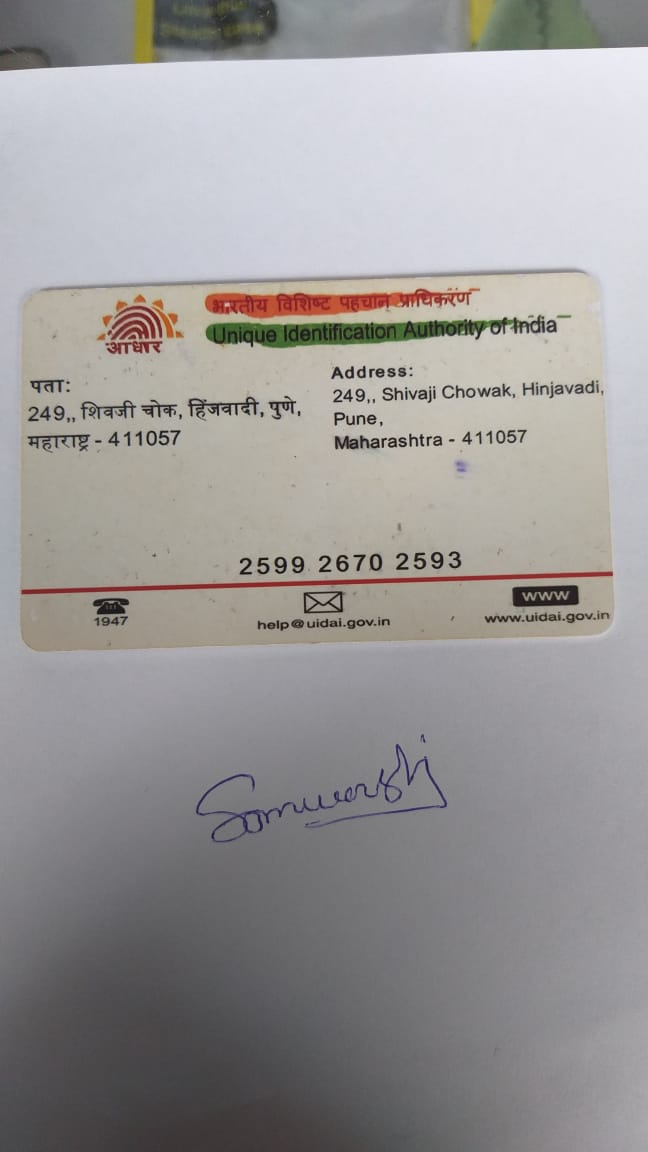 आधार
भारतीय विशिष्ट पहचान प्राधिकरण
Unique Identification Authority of India
पता:
249,, शिवजी चोक, हिंजवादी, पुणे,
महाराष्ट्र - 411057
Address:
249,, Shivaji Chowak, Hinjavadi,
Pune,
Maharashtra - 411057
2599 2670 2593
1947
help@uidai.gov.in
www
www.uidai.gov.in